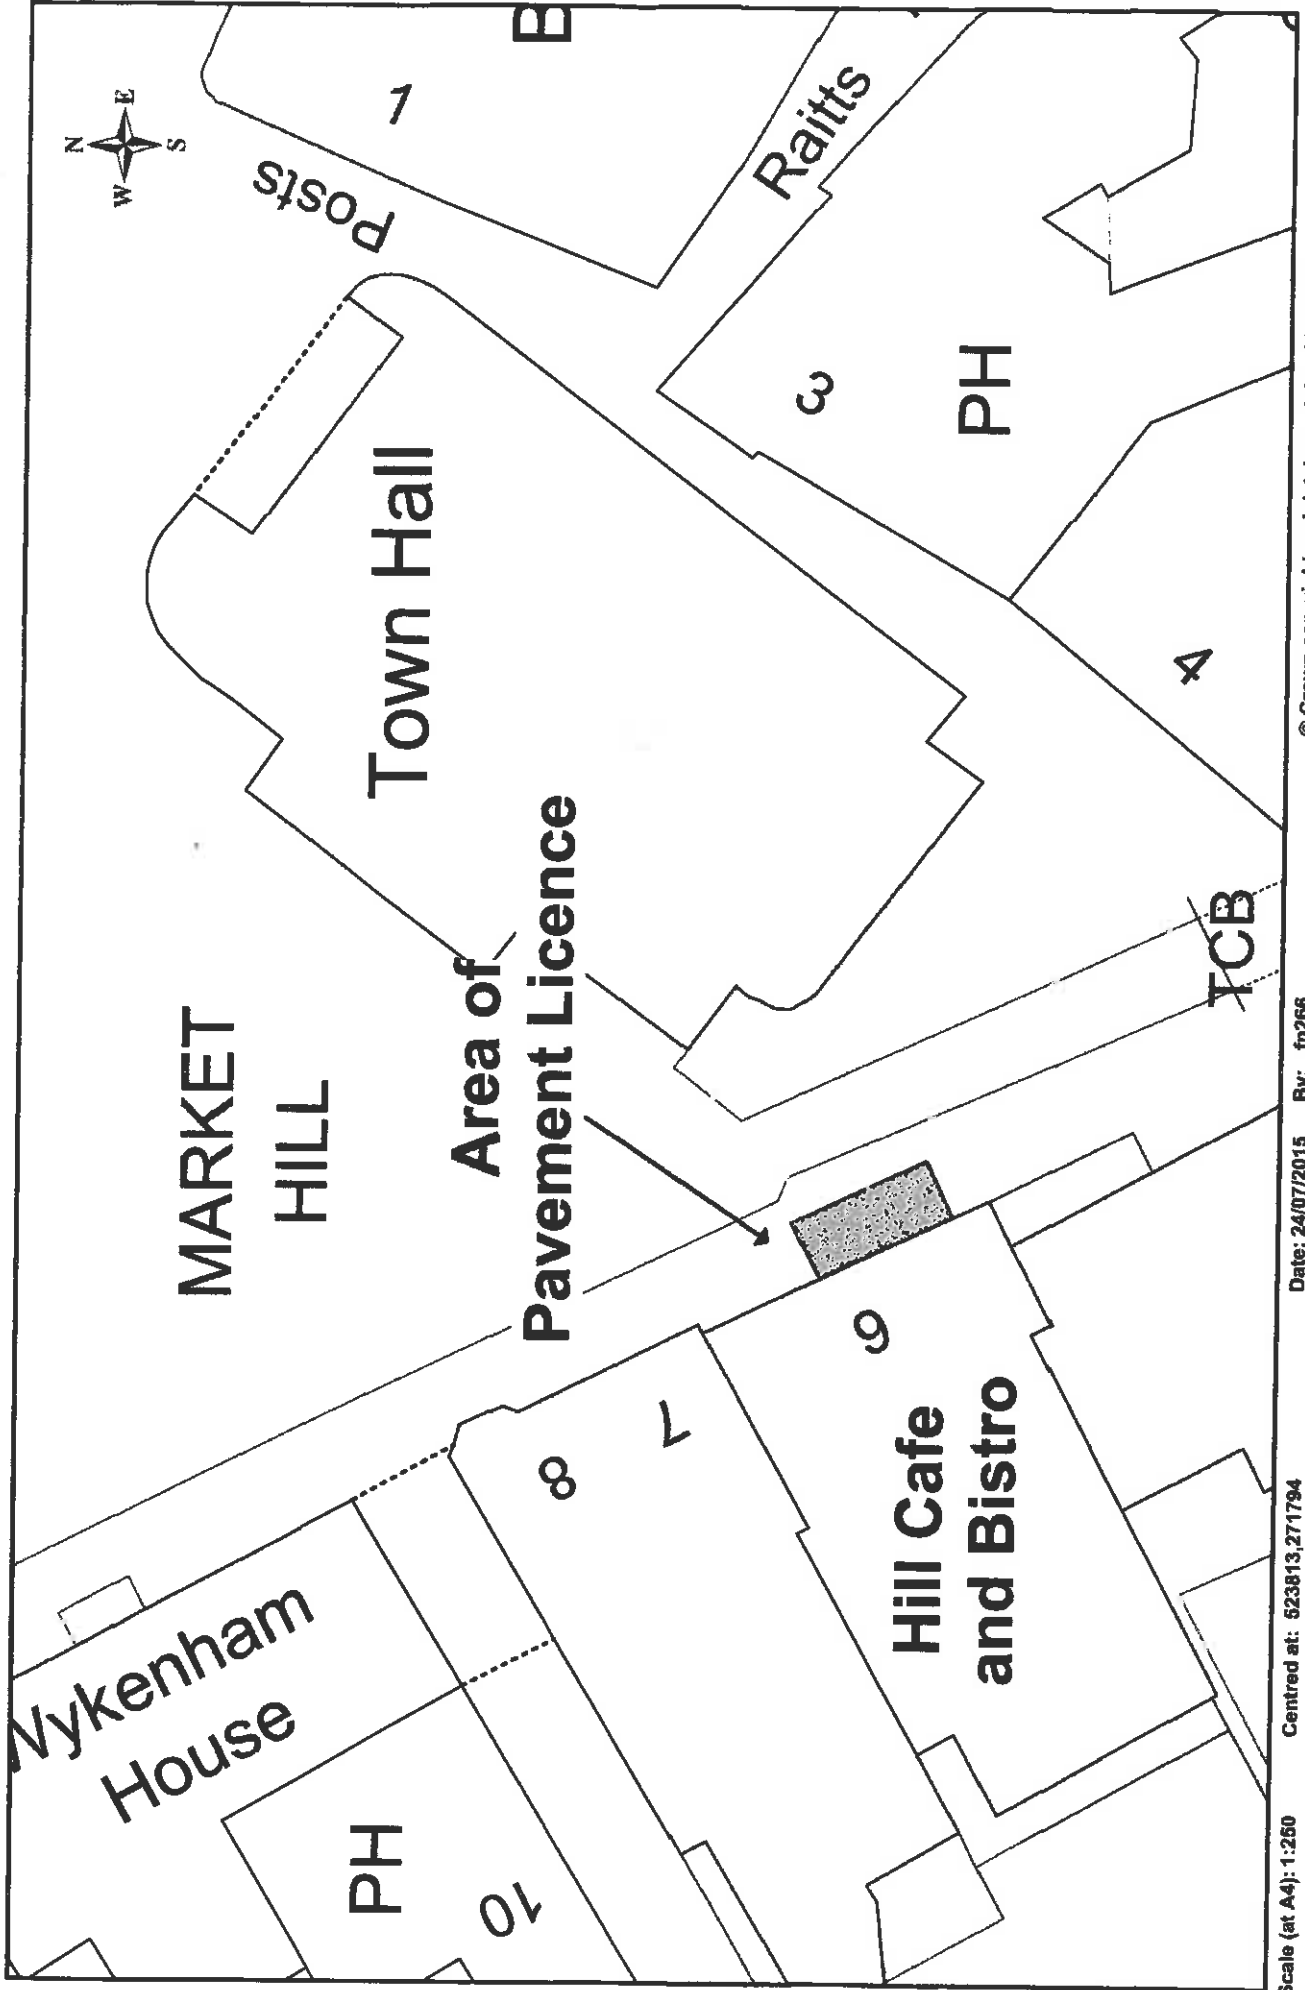 N
W E
S
MARKET
HILL
Posts
1
B
Raitts
Town Hall
Area of
Pavement Licence
3
PH
4
TCB
Wykenham
House
PH
10
8
7
6
Hill Cafe
and Bistro
Scale (at A4): 1:250 Centred at: 523813,271794 Date: 24/07/2015 By: fp266